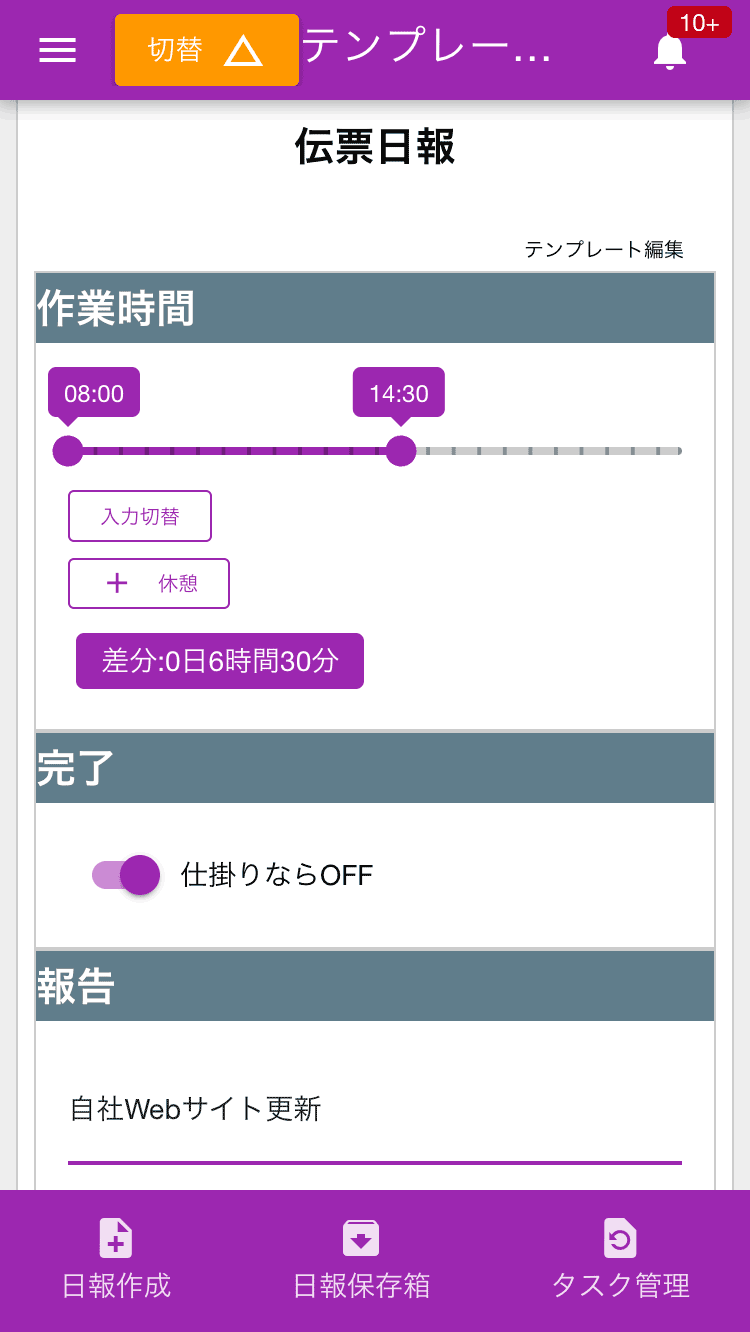 切替
テンプレー...
10+
伝票日報
テンプレート編集
作業時間
08:00
14:30
入力切替
+ 休憩
差分:0日6時間30分
完了
仕掛りならOFF
報告
自社Webサイト更新
日報作成
日報保存箱
タスク管理